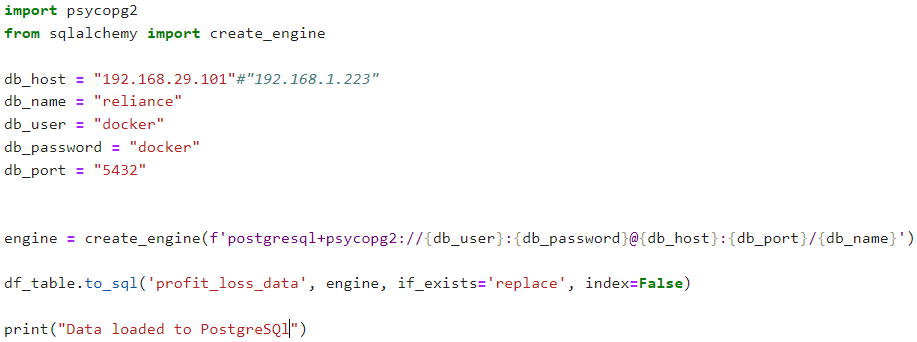 import psycopg2
from sqlalchemy import create_engine
db_host = "192.168.29.101"#"192.168.1.223"
db_name = "reliance"
db_user = "docker"
db_password = "docker"
db_port = "5432"
engine = create_engine(f'postgresql+psycopg2://{db_user}:{db_password}@{db_host}:{db_port}/{db_name}')
df_table.to_sql('profit_loss_data', engine, if_exists='replace', index=False)
print("Data loaded to PostgreSQl")